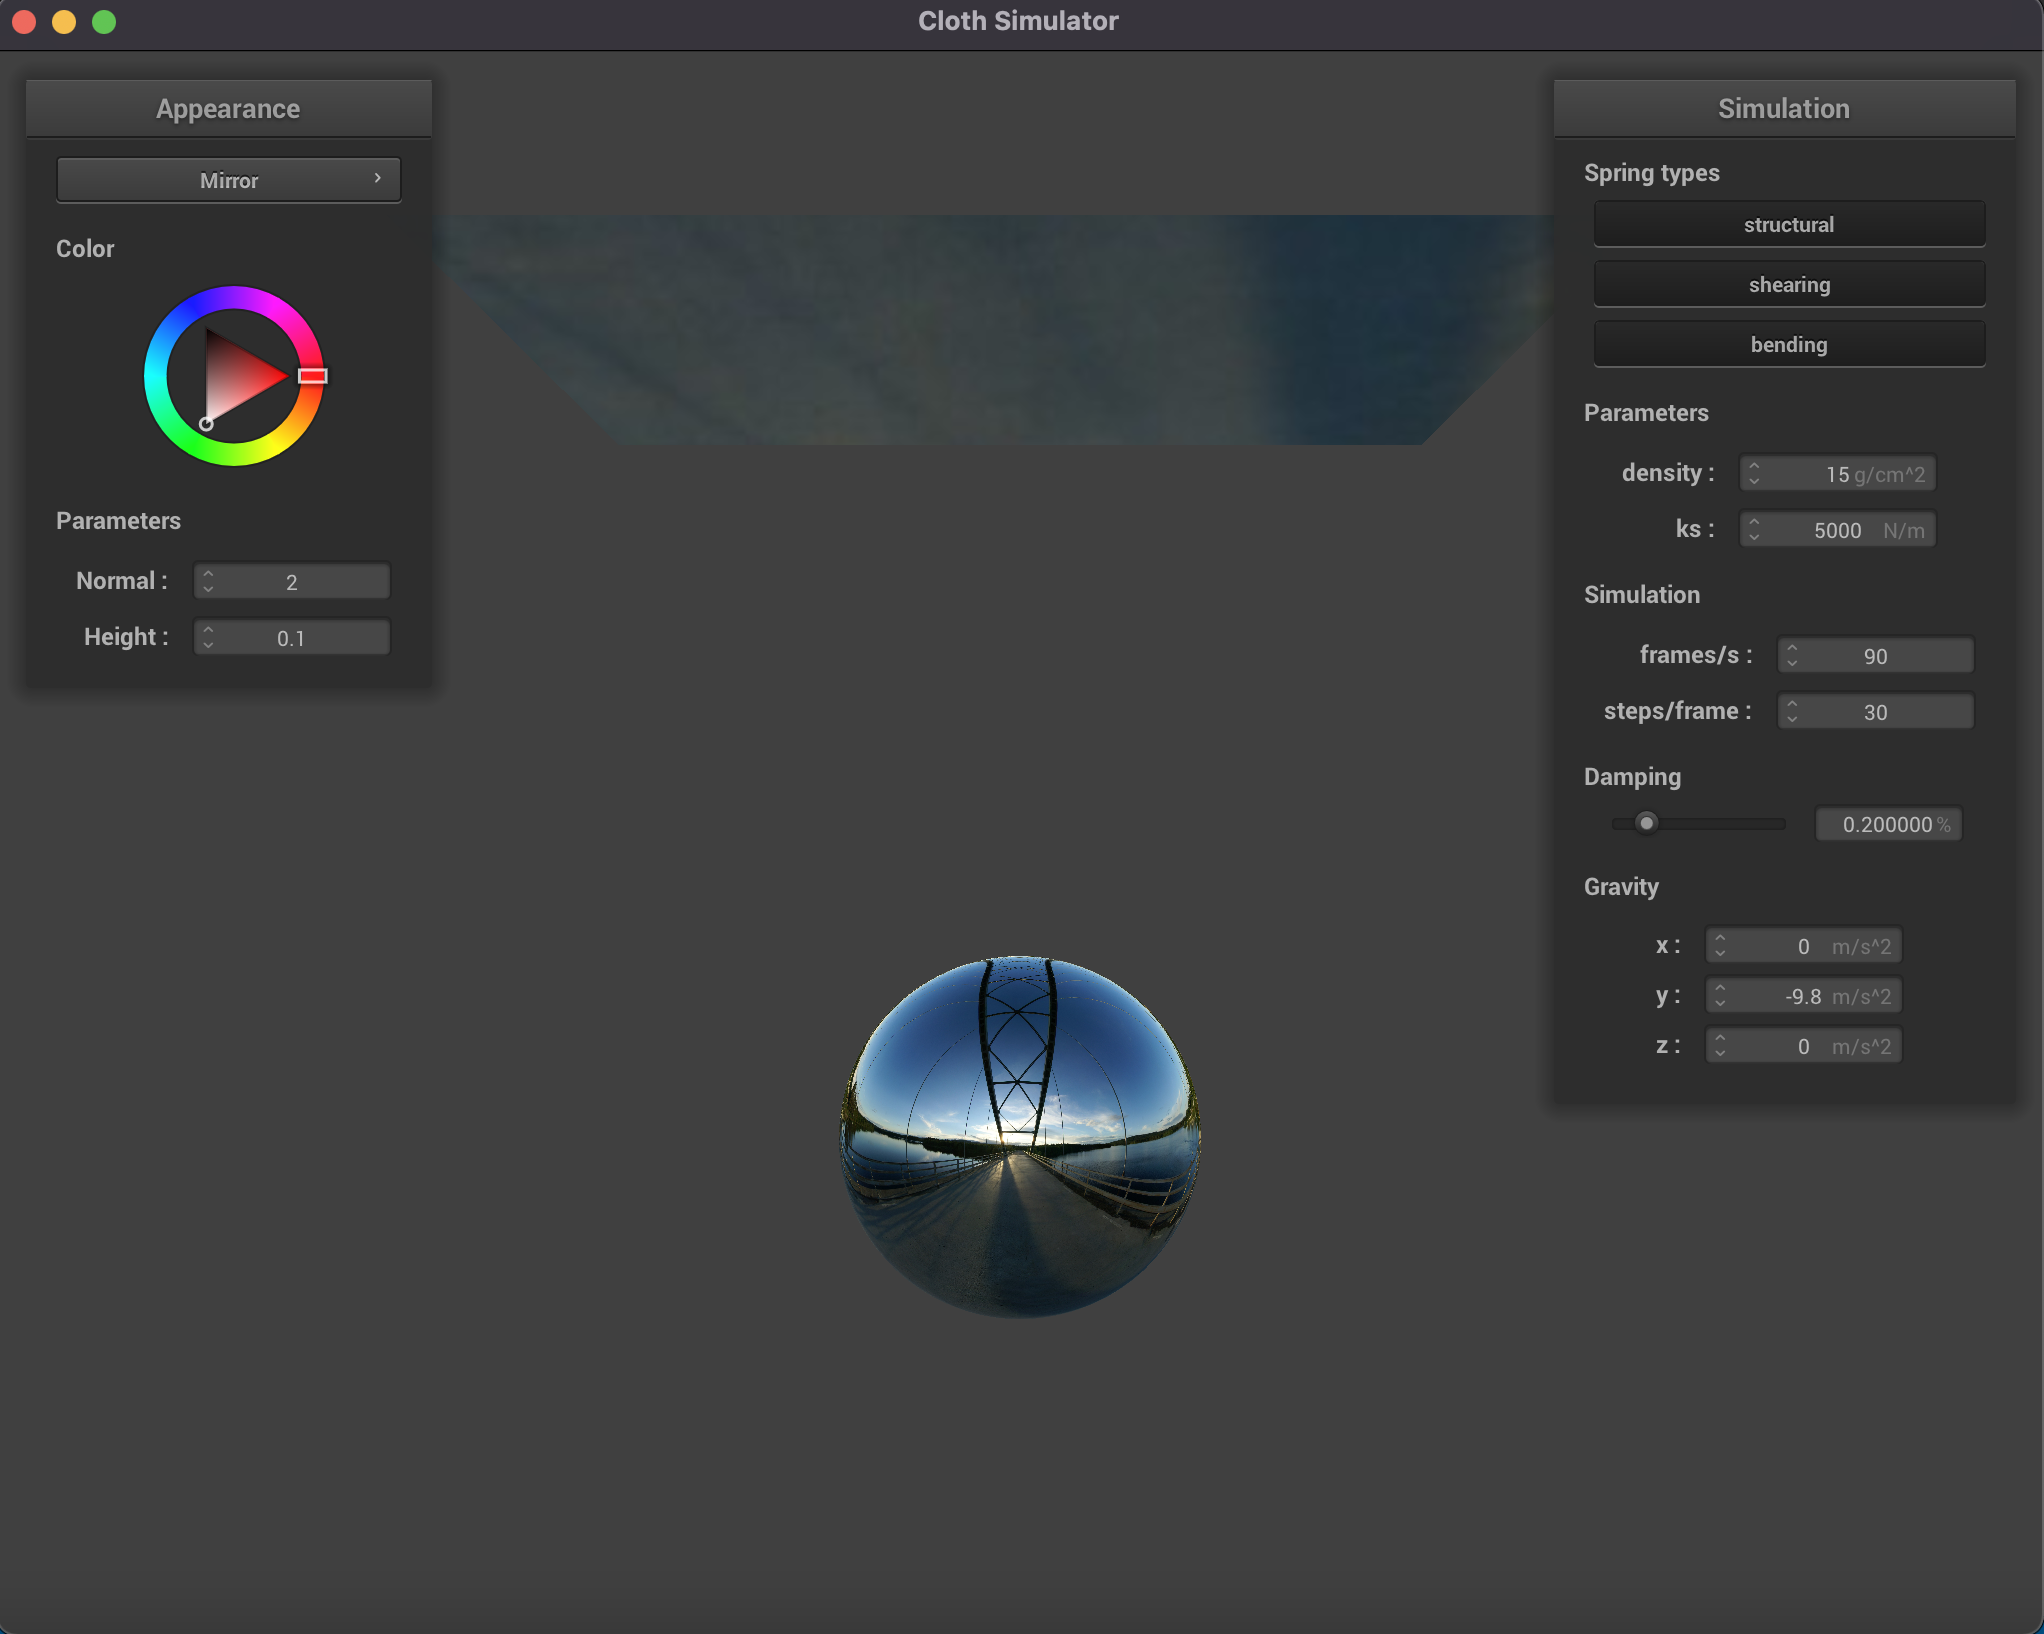 Cloth Simulator
Appearance
Mirror
Color
Parameters
Normal : 2
Height : 0.1
Simulation
Spring types
structural
shearing
bending
Parameters
density : 15 g/cm^2
ks : 5000 N/m
Simulation
frames/s : 90
steps/frame : 30
Damping
0.200000 %
Gravity
x : 0 m/s^2
y : -9.8 m/s^2
z : 0 m/s^2